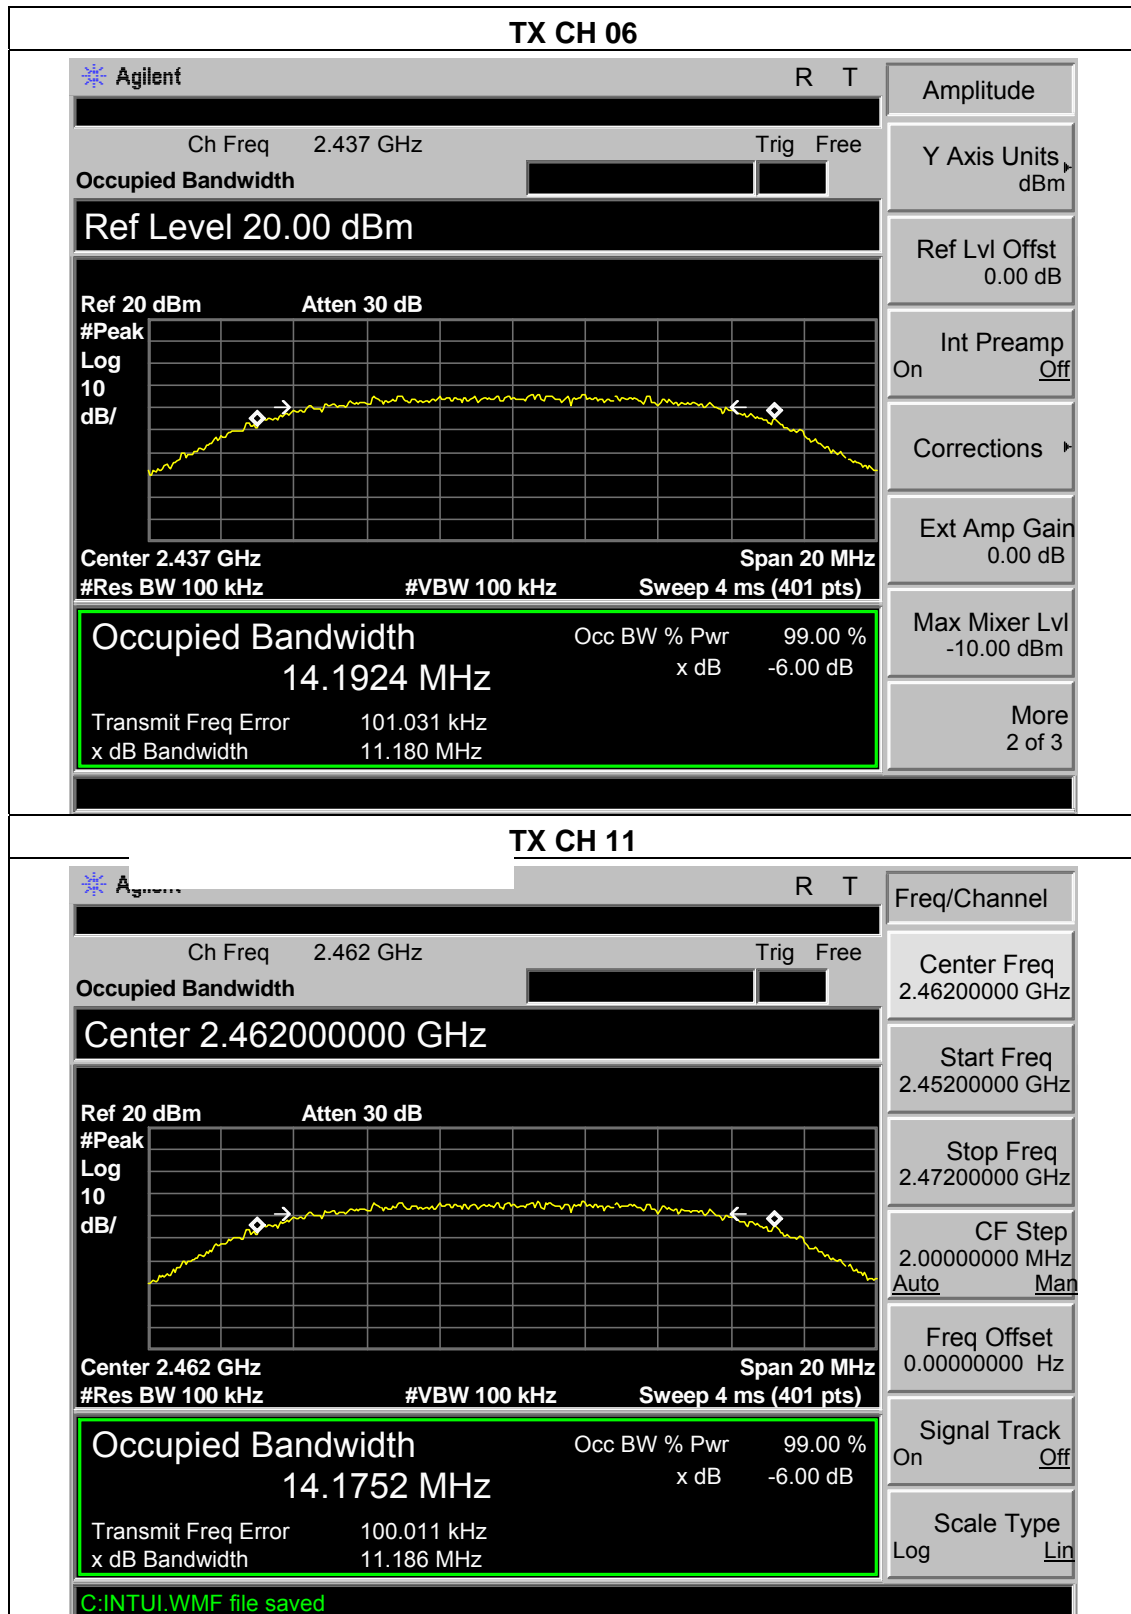 TX CH 06
Agilent R T
Amplitude
Ch Freq 2.437 GHz Trig Free
Occupied Bandwidth
Y Axis Units
dBm
Ref Level 20.00 dBm
Ref Lvl Offst
0.00 dB
Ref 20 dBm Atten 30 dB
#Peak
Log
10
dB/
Int Preamp
On Off
Corrections
Ext Amp Gain
0.00 dB
Center 2.437 GHz Span 20 MHz
#Res BW 100 kHz #VBW 100 kHz Sweep 4 ms (401 pts)
Occupied Bandwidth Occ BW % Pwr 99.00 %
14.1924 MHz x dB -6.00 dB
Max Mixer Lvl
-10.00 dBm
Transmit Freq Error 101.031 kHz
x dB Bandwidth 11.180 MHz
More
2 of 3
TX CH 11
Agilent R T
Freq/Channel
Ch Freq 2.462 GHz Trig Free
Occupied Bandwidth
Center Freq
2.46200000 GHz
Center 2.462000000 GHz
Start Freq
2.45200000 GHz
Ref 20 dBm Atten 30 dB
#Peak
Log
10
dB/
Stop Freq
2.47200000 GHz
CF Step
2.00000000 MHz
Auto Man
Freq Offset
0.00000000 Hz
Center 2.462 GHz Span 20 MHz
#Res BW 100 kHz #VBW 100 kHz Sweep 4 ms (401 pts)
Occupied Bandwidth Occ BW % Pwr 99.00 %
14.1752 MHz x dB -6.00 dB
Signal Track
On Off
Transmit Freq Error 100.011 kHz
x dB Bandwidth 11.186 MHz
Scale Type
Log Lin
C:INTUI.WMF file saved